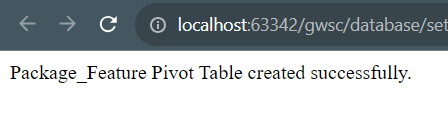 localhost:63342/gwsc/database/set
Package_Feature Pivot Table created successfully.